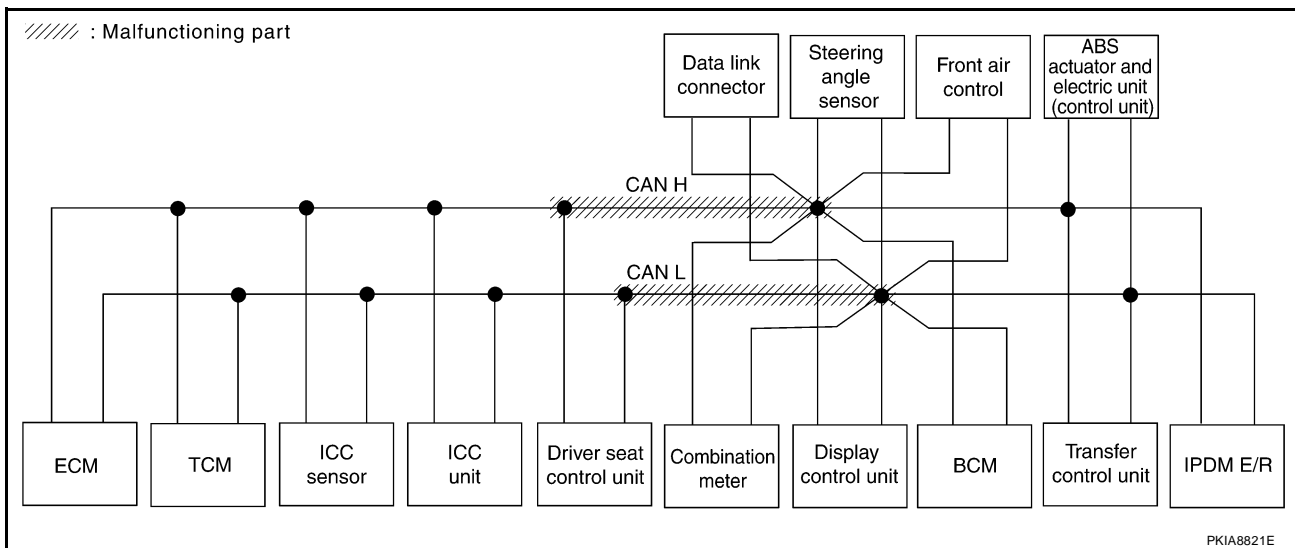 : Malfunctioning part
Data link
connector
Steering
angle
sensor
Front air
control
ABS
actuator and
electric unit
(control unit)
CAN H
CAN L
ECM
TCM
ICC
sensor
ICC
unit
Driver seat
control unit
Combination
meter
Display
control unit
BCM
Transfer
control unit
IPDM E/R
PKIA8821E